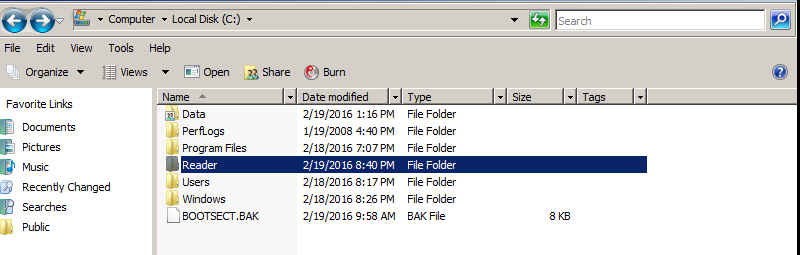 Computer Local Disk (C:) Search
File Edit View Tools Help
Organize Views Open Share Burn
Favorite Links
Documents
Pictures
Music
Recently Changed
Searches
Public
Name Date modified Type Size Tags
Data 2/19/2016 1:16 PM File Folder
PerfLogs 1/19/2008 4:40 PM File Folder
Program Files 2/18/2016 7:07 PM File Folder
Reader 2/19/2016 8:40 PM File Folder
Users 2/18/2016 8:17 PM File Folder
Windows 2/18/2016 8:26 PM File Folder
BOOTSECT.BAK 2/19/2016 9:58 AM BAK File 8 KB